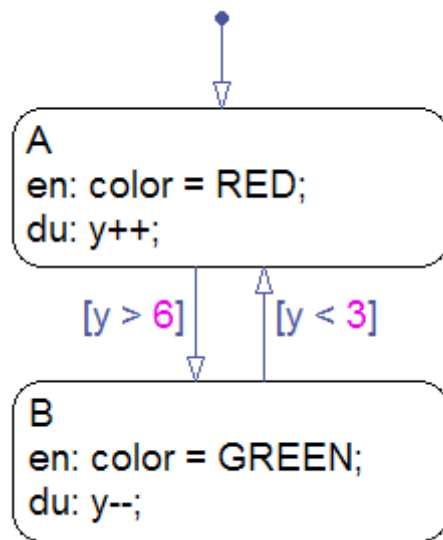 A
en: color = RED;
du: y++;
[y > 6] [y < 3]
B
en: color = GREEN;
du: y--;